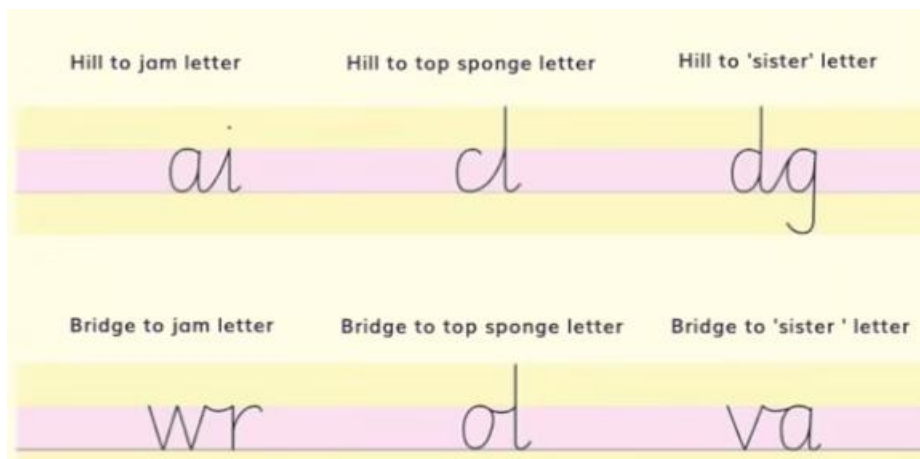 Hill to jam letter Hill to top sponge letter Hill to 'sister' letter
ai cl dg
Bridge to jam letter Bridge to top sponge letter Bridge to 'sister ' letter
wr ol va